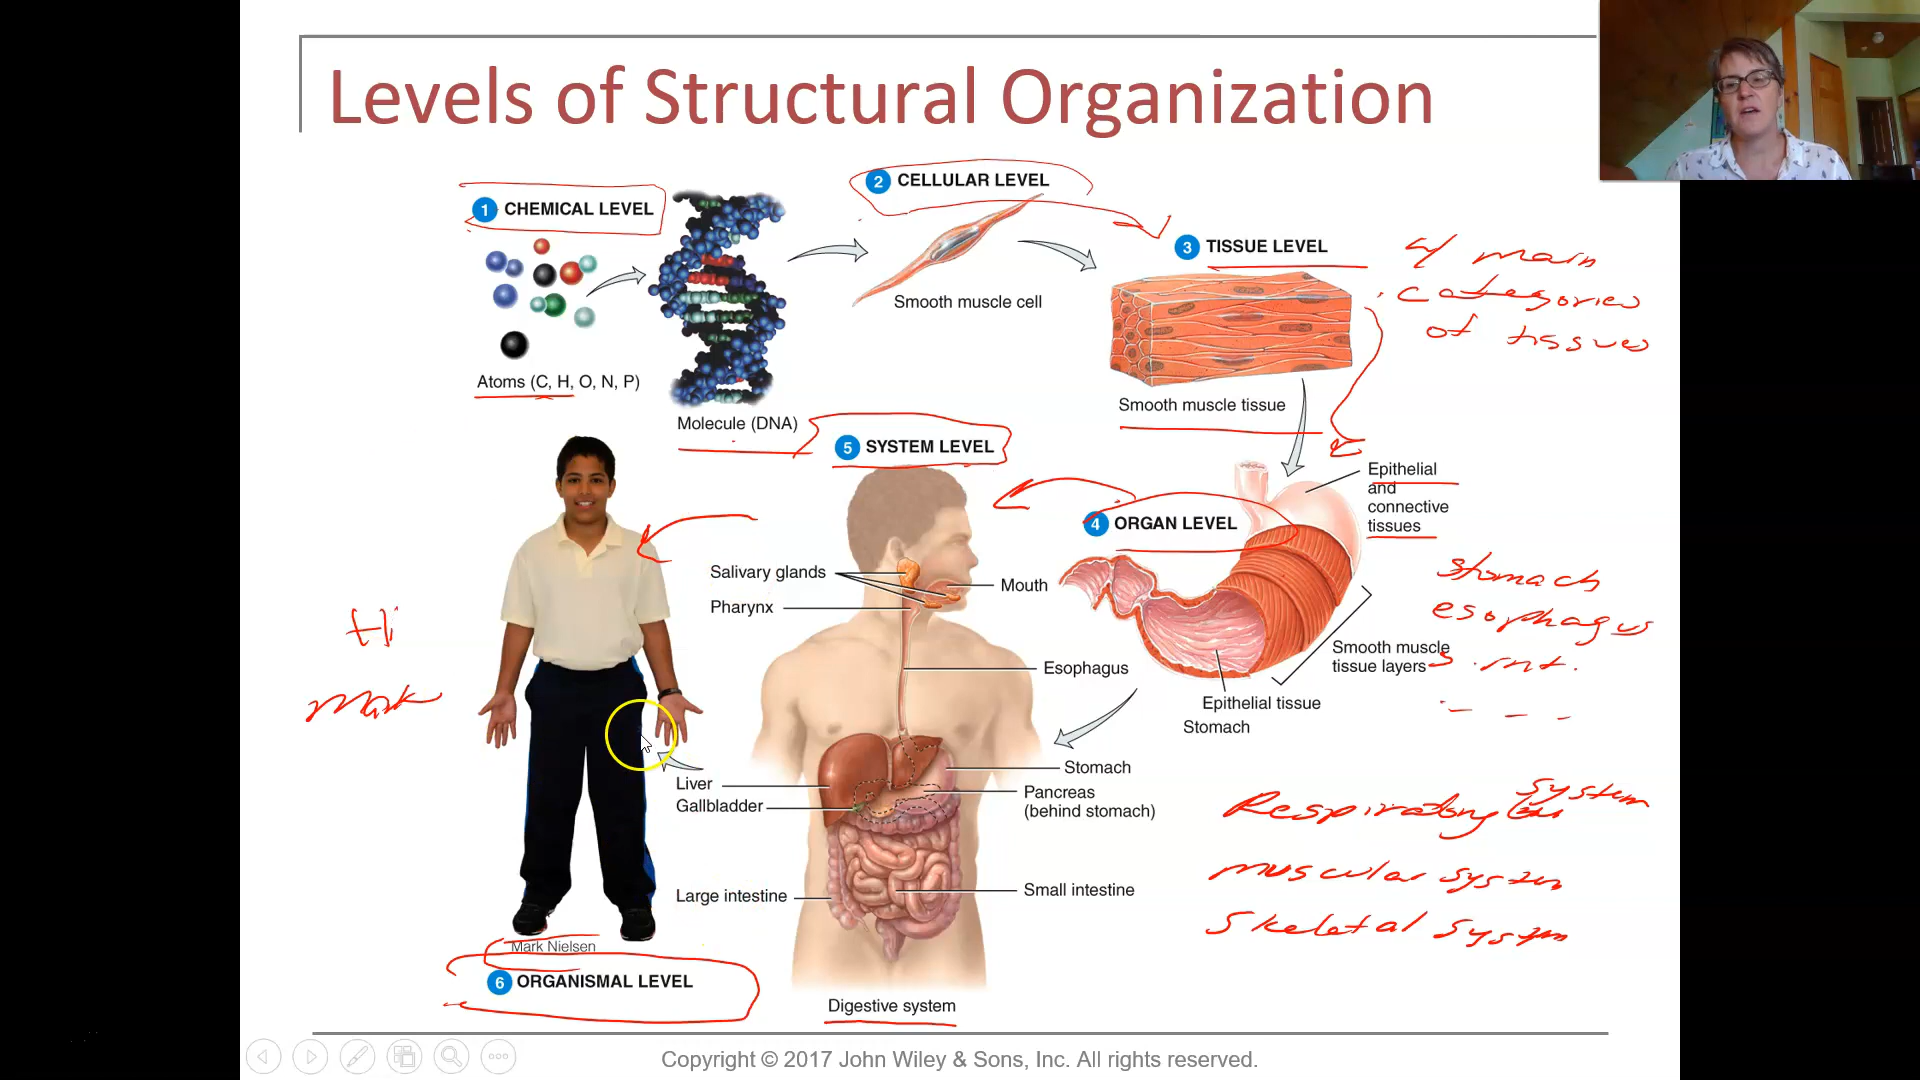 Levels of Structural Organization
1 CHEMICAL LEVEL
Atoms (C, H, O, N, P)
Molecule (DNA)
2 CELLULAR LEVEL
Smooth muscle cell
3 TISSUE LEVEL
Smooth muscle tissue
main
categories
of tissues
4 ORGAN LEVEL
Epithelial
and
connective
tissues
Smooth muscle
tissue layers
Epithelial tissue
Stomach
stomach
esophagus
s. int.
5 SYSTEM LEVEL
Salivary glands
Pharynx
Mouth
Esophagus
Liver
Gallbladder
Stomach
Pancreas
(behind stomach)
Large intestine
Small intestine
Digestive system
Respiratory system
muscular system
skeletal system
Hi
Mark
Mark Nielsen
6 ORGANISMAL LEVEL
Copyright © 2017 John Wiley & Sons, Inc. All rights reserved.